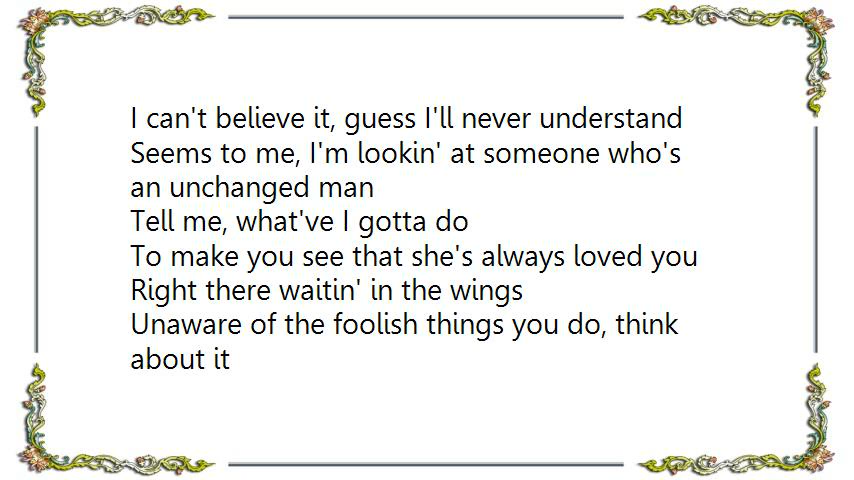 I can't believe it, guess I'll never understand
Seems to me, I'm lookin' at someone who's
an unchanged man
Tell me, what've I gotta do
To make you see that she's always loved you
Right there waitin' in the wings
Unaware of the foolish things you do, think
about it